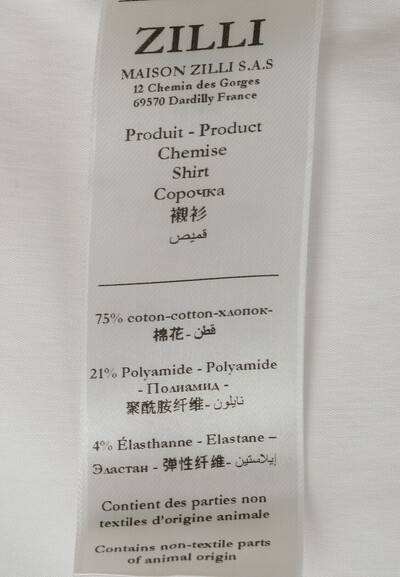 ZILLI
MAISON ZILLI S.A.S
12 Chemin des Gorges
69570 Dardilly France
Produit - Product
Chemise
Shirt
Сорочка
襯衫
قميص
75% coton-cotton-хлопок-
棉花- قطن
21% Polyamide - Polyamide
- Полиамид -
聚酰胺纤维- نايلون
4% Élasthanne - Elastane –
Эластан - 弹性纤维- إيلاستين
Contient des parties non
textiles d'origine animale
Contains non-textile parts
of animal origin